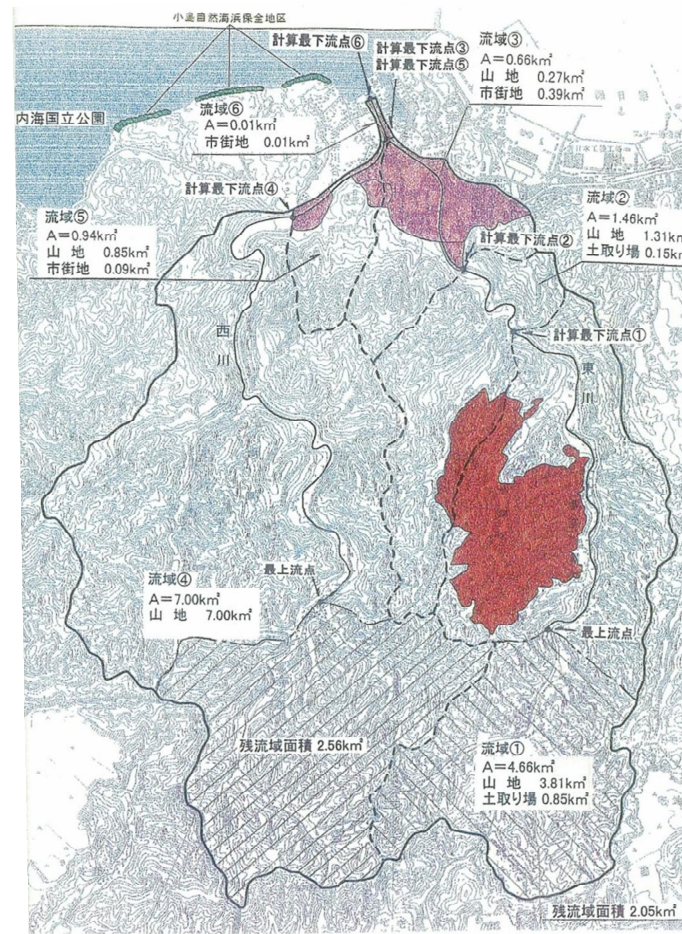 小島自然海浜保全地区
計算最下流点⑥
計算最下流点③
計算最下流点⑤
流域③
A=0.66km²
山 地 0.27km²
市街地 0.39km²
内海国立公園
流域⑥
A=0.01km²
市街地 0.01km²
計算最下流点④
流域②
A=1.46km²
山 地 1.31km²
土取り場 0.15km
流域⑤
A=0.94km²
山 地 0.85km²
市街地 0.09km²
計算最下流点②
計算最下流点①
西川
東川
最上流点
流域④
A=7.00km²
山 地 7.00km²
最上流点
残流域面積 2.56km²
流域①
A=4.66km²
山 地 3.81km²
土取り場 0.85km²
残流域面積 2.05km²